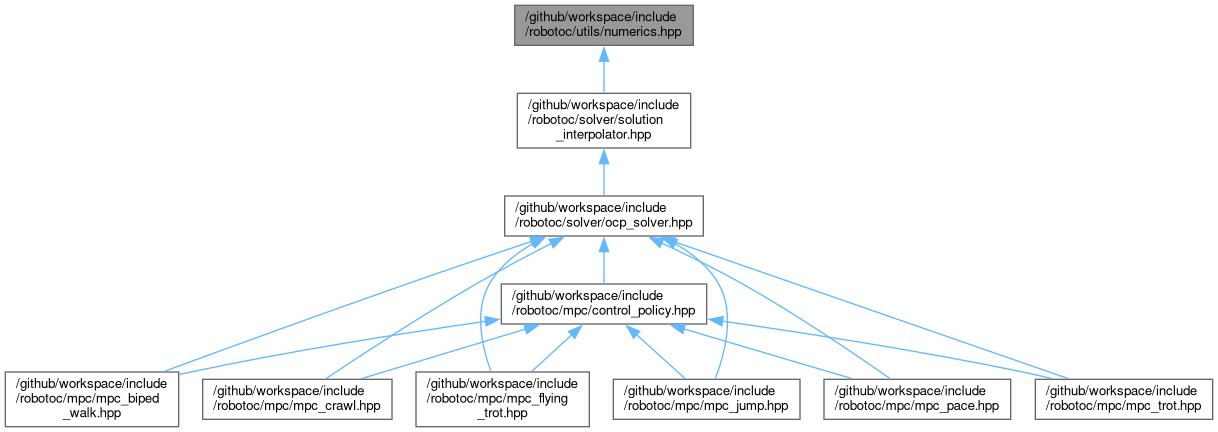 /github/workspace/include
/robotoc/utils/numerics.hpp
/github/workspace/include
/robotoc/solver/solution
_interpolator.hpp
/github/workspace/include
/robotoc/solver/ocp_solver.hpp
/github/workspace/include
/robotoc/mpc/control_policy.hpp
/github/workspace/include
/robotoc/mpc/mpc_biped
_walk.hpp
/github/workspace/include
/robotoc/mpc/mpc_crawl.hpp
/github/workspace/include
/robotoc/mpc/mpc_flying
_trot.hpp
/github/workspace/include
/robotoc/mpc/mpc_jump.hpp
/github/workspace/include
/robotoc/mpc/mpc_pace.hpp
/github/workspace/include
/robotoc/mpc/mpc_trot.hpp